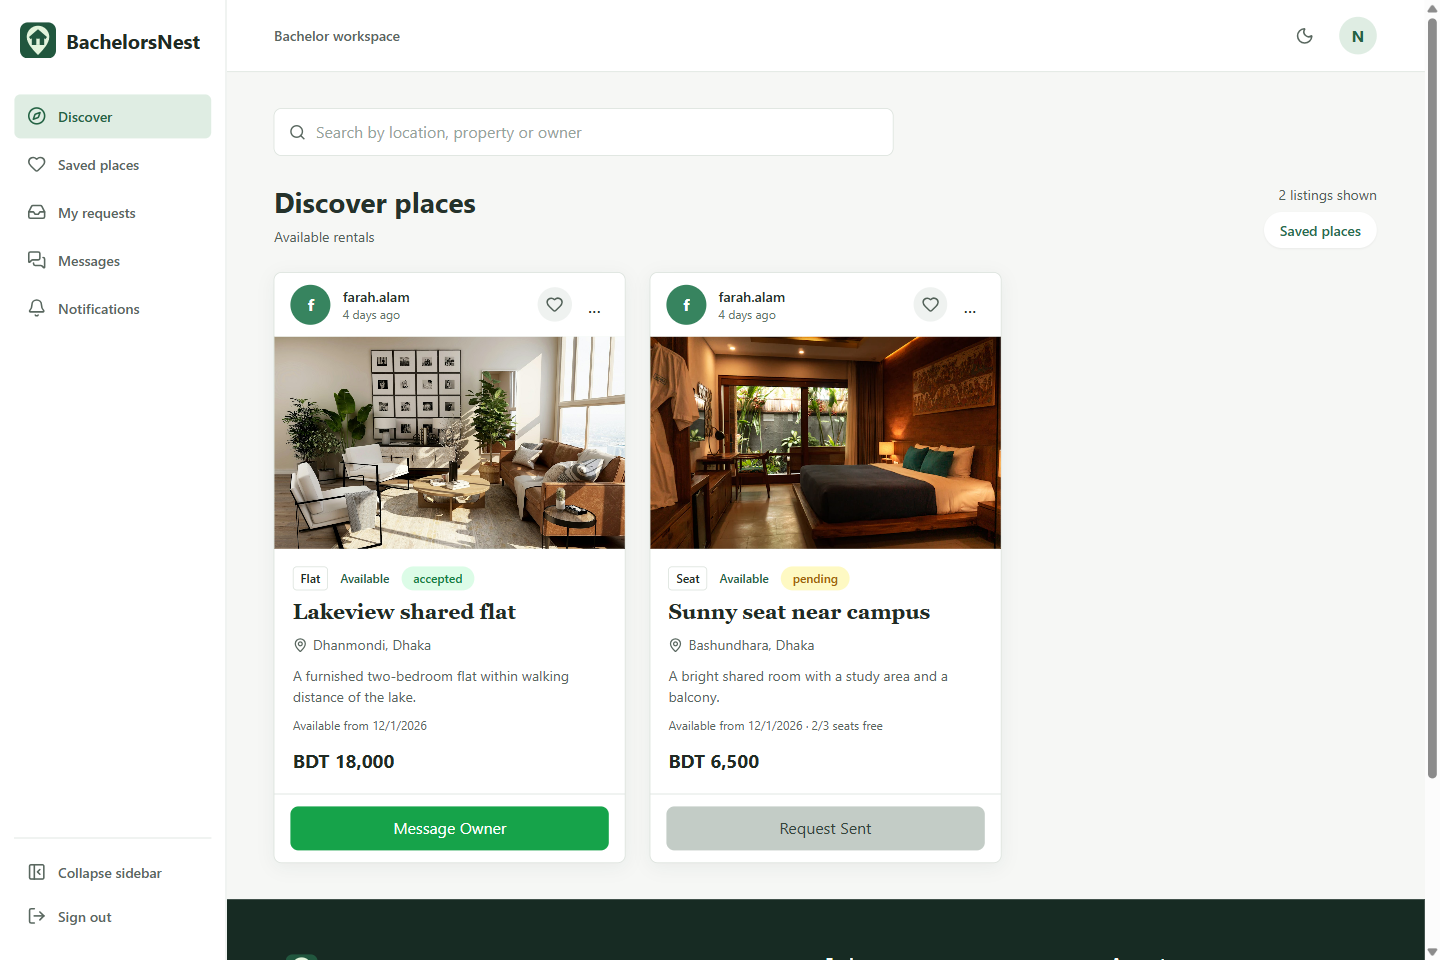 BachelorsNest
Bachelor workspace
N
Discover
Saved places
My requests
Messages
Notifications
Collapse sidebar
Sign out
Search by location, property or owner
Discover places
Available rentals
2 listings shown
Saved places
f
farah.alam
4 days ago
...
Flat
Available
accepted
Lakeview shared flat
Dhanmondi, Dhaka
A furnished two-bedroom flat within walking
distance of the lake.
Available from 12/1/2026
BDT 18,000
Message Owner
f
farah.alam
4 days ago
...
Seat
Available
pending
Sunny seat near campus
Bashundhara, Dhaka
A bright shared room with a study area and a
balcony.
Available from 12/1/2026 · 2/3 seats free
BDT 6,500
Request Sent